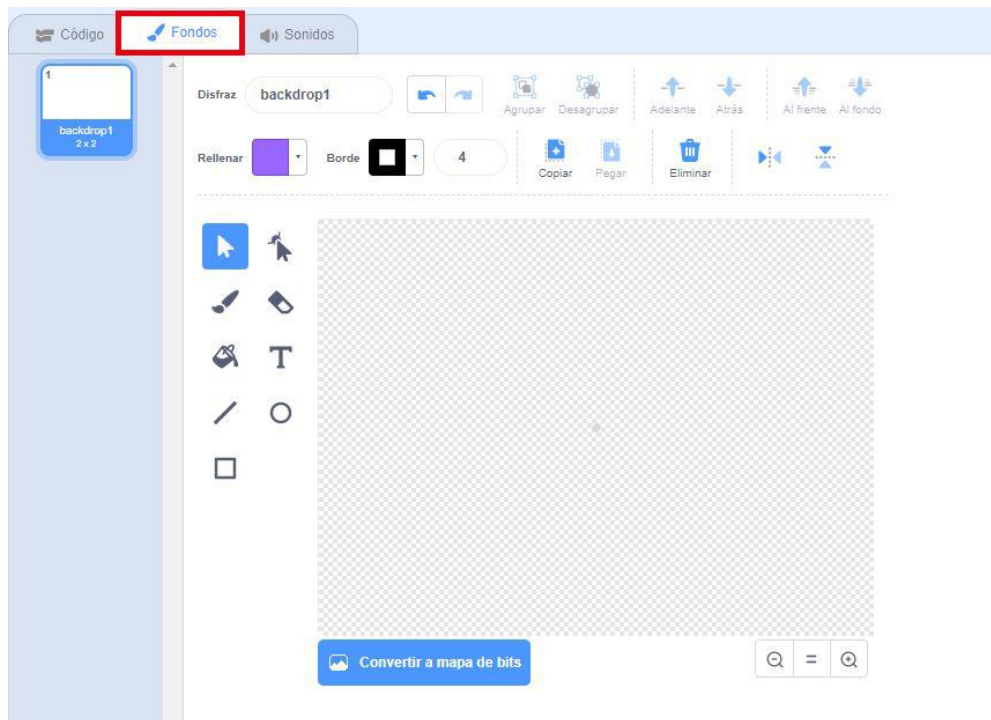 Código Fondos Sonidos
1
backdrop1
2 x 2
Disfraz backdrop1 Agrupar Desagrupar Adelante Atrás Al frente Al fondo
Rellenar Borde 4 Copiar Pegar Eliminar
T
Convertir a mapa de bits =